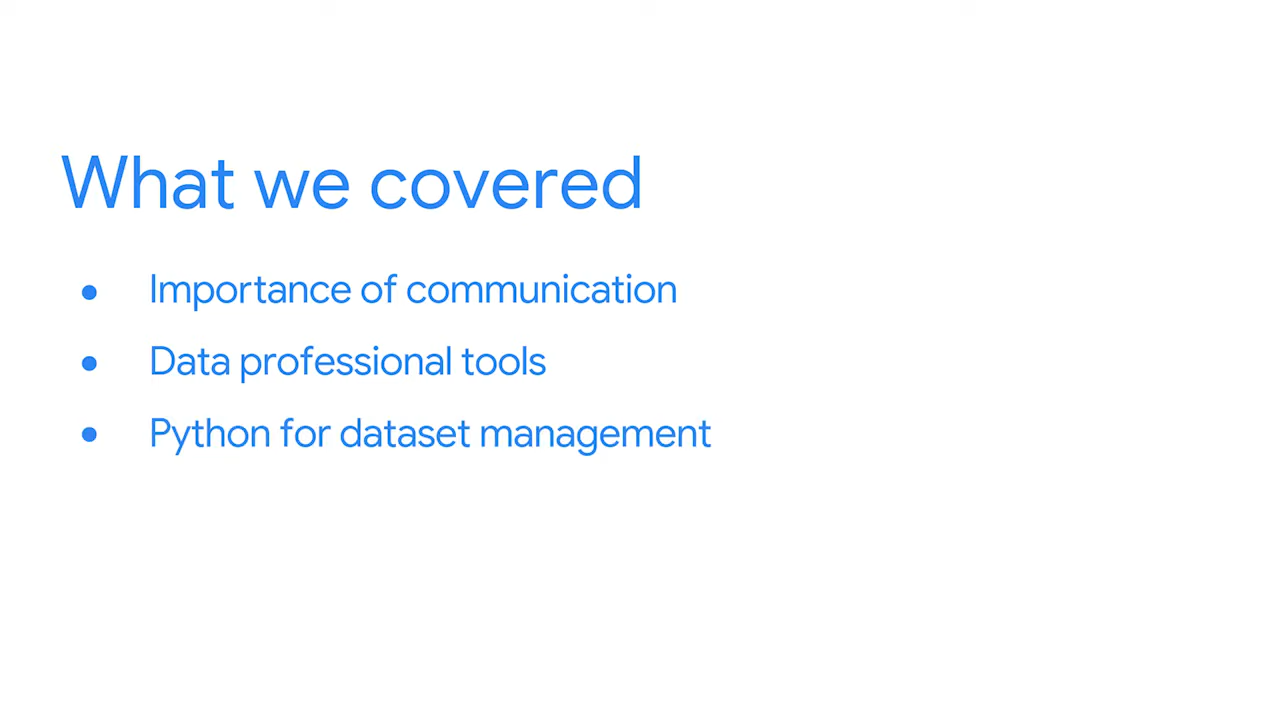 What we covered
• Importance of communication
• Data professional tools
• Python for dataset management